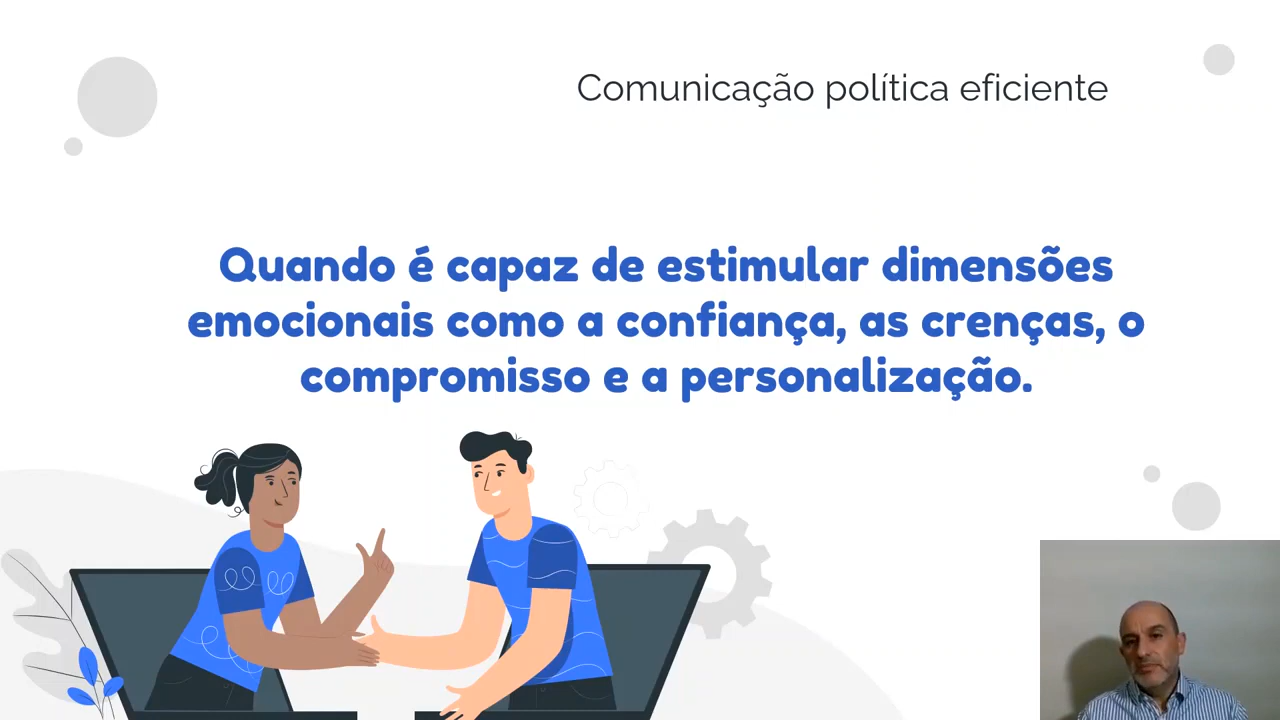 Comunicação política eficiente
Quando é capaz de estimular dimensões
emocionais como a confiança, as crenças, o
compromisso e a personalização.